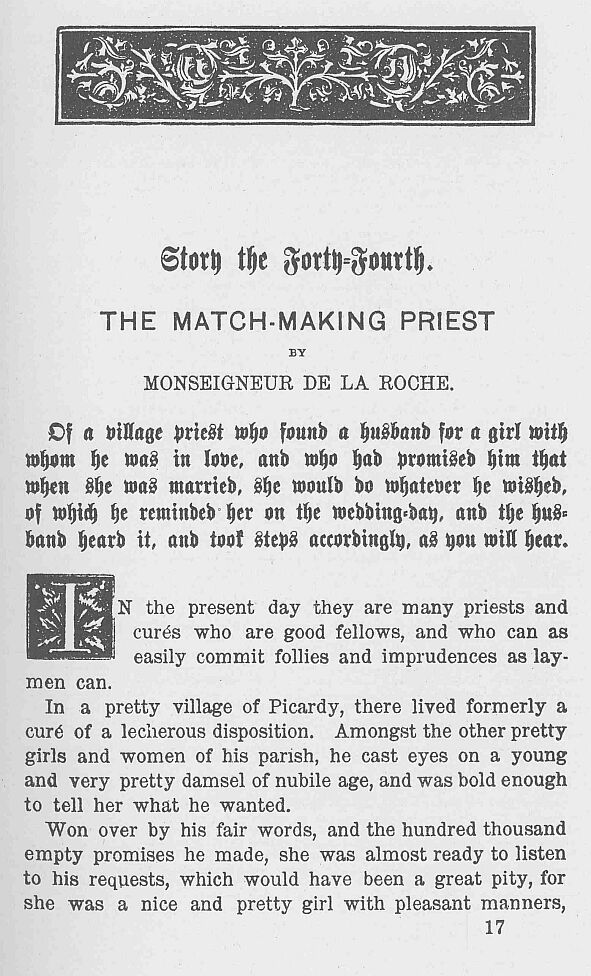 Story the Forty-Fourth.
THE MATCH-MAKING PRIEST
BY
MONSEIGNEUR DE LA ROCHE.
Of a village priest who found a husband for a girl with
whom he was in love, and who had promised him that
when she was married, she would do whatever he wished,
of which he reminded her on the wedding-day, and the hus-
band heard it, and took steps accordingly, as you will hear.
IN the present day they are many priests and
curés who are good fellows, and who can as
easily commit follies and imprudences as lay-
men can.
In a pretty village of Picardy, there lived formerly a
curé of a lecherous disposition. Amongst the other pretty
girls and women of his parish, he cast eyes on a young
and very pretty damsel of nubile age, and was bold enough
to tell her what he wanted.
Won over by his fair words, and the hundred thousand
empty promises he made, she was almost ready to listen
to his requests, which would have been a great pity, for
she was a nice and pretty girl with pleasant manners,
17